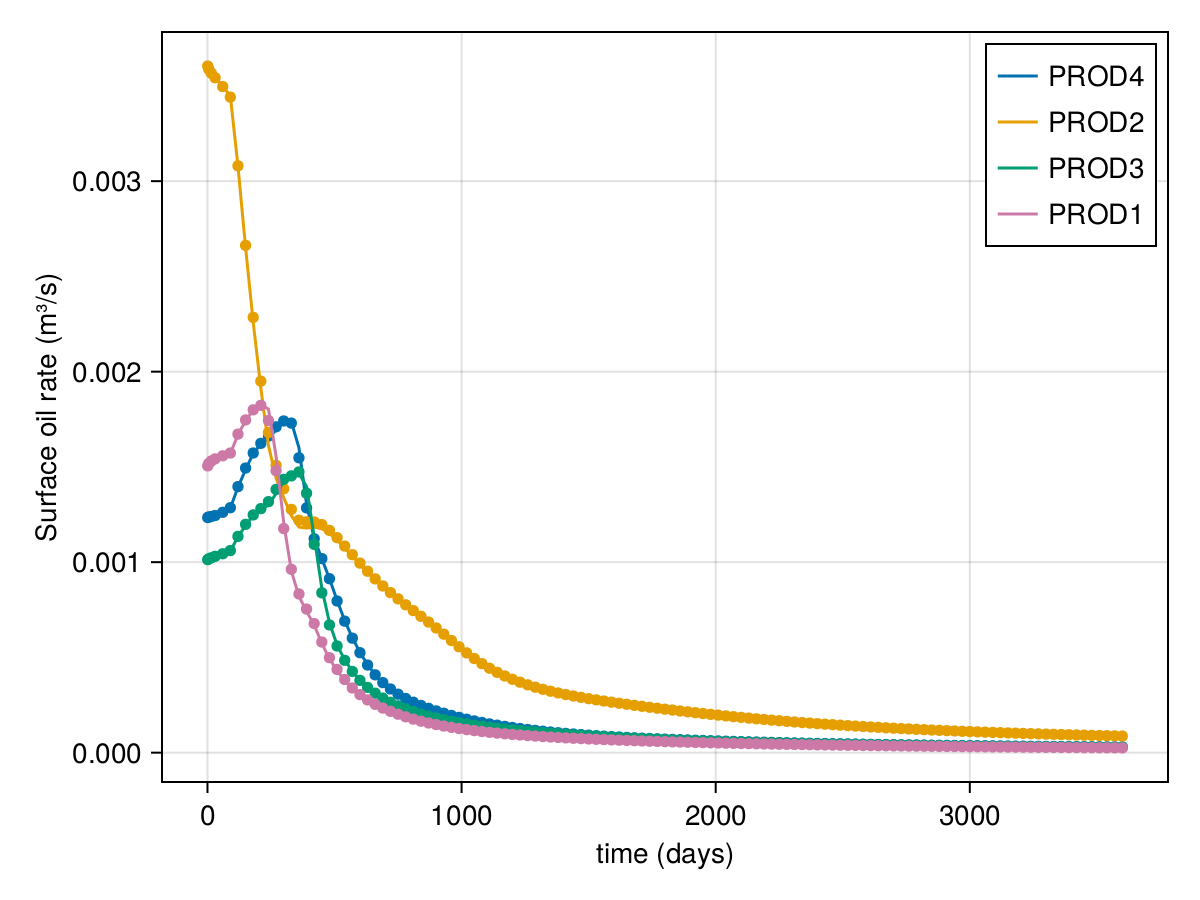 PROD4
PROD2
PROD3
PROD1
0.003
0.002
0.001
0.000
Surface oil rate (m³/s)
0
1000
2000
3000
time (days)